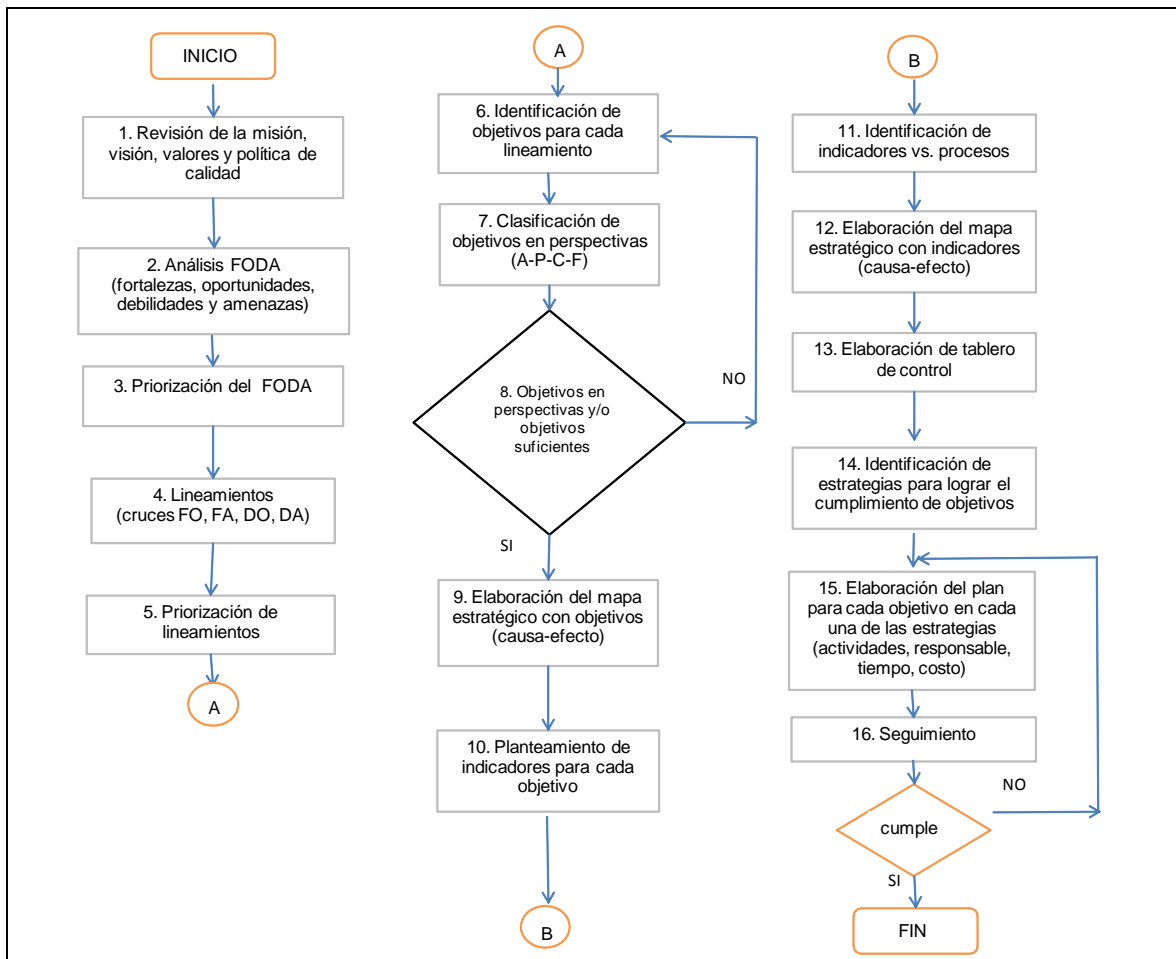 INICIO
1. Revisión de la misión,
visión, valores y política de
calidad
2. Análisis FODA
(fortalezas, oportunidades,
debilidades y amenazas)
3. Priorización del FODA
4. Lineamientos
(cruces FO, FA, DO, DA)
5. Priorización de
lineamientos
A
A
6. Identificación de
objetivos para cada
lineamiento
7. Clasificación de
objetivos en perspectivas
(A-P-C-F)
8. Objetivos en
perspectivas y/o
objetivos
suficientes
NO
SI
9. Elaboración del mapa
estratégico con objetivos
(causa-efecto)
10. Planteamiento de
indicadores para cada
objetivo
B
B
11. Identificación de
indicadores vs. procesos
12. Elaboración del mapa
estratégico con indicadores
(causa-efecto)
13. Elaboración de tablero
de control
14. Identificación de
estrategias para lograr el
cumplimiento de objetivos
15. Elaboración del plan
para cada objetivo en cada
una de las estrategias
(actividades, responsable,
tiempo, costo)
16. Seguimiento
NO
cumple
SI
FIN